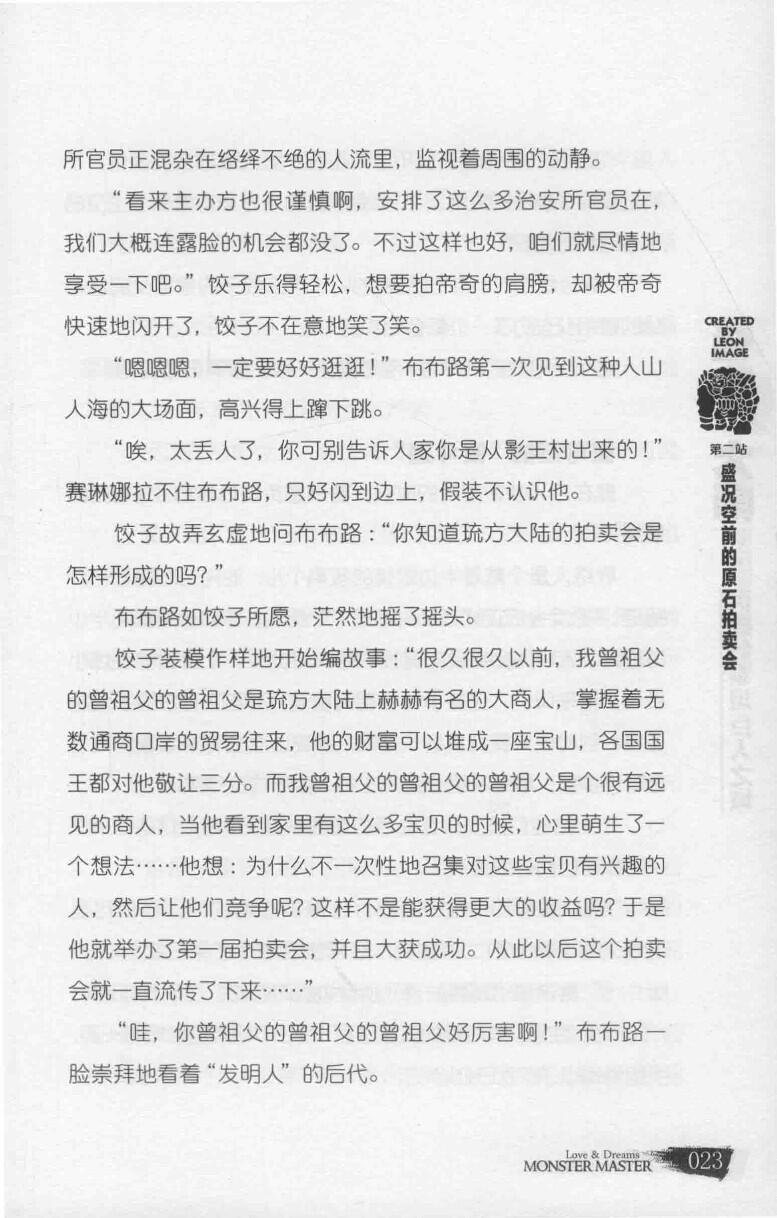 所官员正混杂在络绎不绝的人流里，监视着周围的动静。
“看来主办方也很谨慎啊，安排了这么多治安所官员在，
我们大概连露脸的机会都没了。不过这样也好，咱们就尽情地
享受一下吧。”饺子乐得轻松，想要拍帝奇的肩膀，却被帝奇
快速地闪开了，饺子不在意地笑了笑。
“嗯嗯嗯，一定要好好逛逛！”布布路第一次见到这种人山
人海的大场面，高兴得上蹿下跳。
“唉，太丢人了，你可别告诉人家你是从影王村出来的！”
赛琳娜拉不住布布路，只好闪到边上，假装不认识他。
饺子故弄玄虚地问布布路：“你知道琉方大陆的拍卖会是
怎样形成的吗？”
布布路如饺子所愿，茫然地摇了摇头。
饺子装模作样地开始编故事：“很久很久以前，我曾祖父
的曾祖父的曾祖父是琉方大陆上赫赫有名的大商人，掌握着无
数通商口岸的贸易往来，他的财富可以堆成一座宝山，各国国
王都对他敬让三分。而我曾祖父的曾祖父的曾祖父是个很有远
见的商人，当他看到家里有这么多宝贝的时候，心里萌生了一
个想法……他想：为什么不一次性地召集对这些宝贝有兴趣的
人，然后让他们竞争呢？这样不是能获得更大的收益吗？于是
他就举办了第一届拍卖会，并且大获成功。从此以后这个拍卖
会就一直流传了下来……”
“哇，你曾祖父的曾祖父的曾祖父好厉害啊！”布布路一
脸崇拜地看着“发明人”的后代。
CREATED
BY
LEON
IMAGE
第二站
盛况空前的原石拍卖会
Love & Dreams
MONSTER MASTER
023